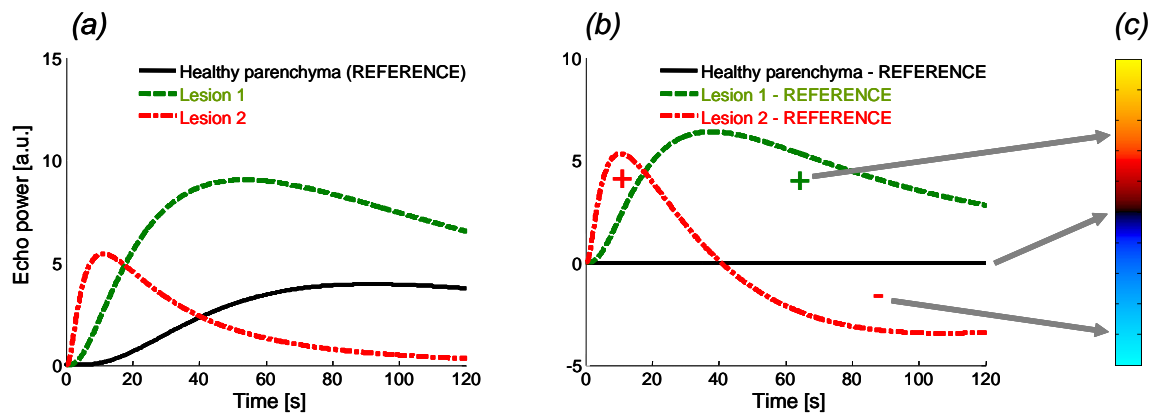 (a)
15
10
5
0
Echo power [a.u.]
Healthy parenchyma (REFERENCE)
Lesion 1
Lesion 2
0 20 40 60 80 100 120
Time [s]
(b)
10
5
0
-5
Healthy parenchyma - REFERENCE
Lesion 1 - REFERENCE
Lesion 2 - REFERENCE
+
+
-
0 20 40 60 80 100 120
Time [s]
(c)